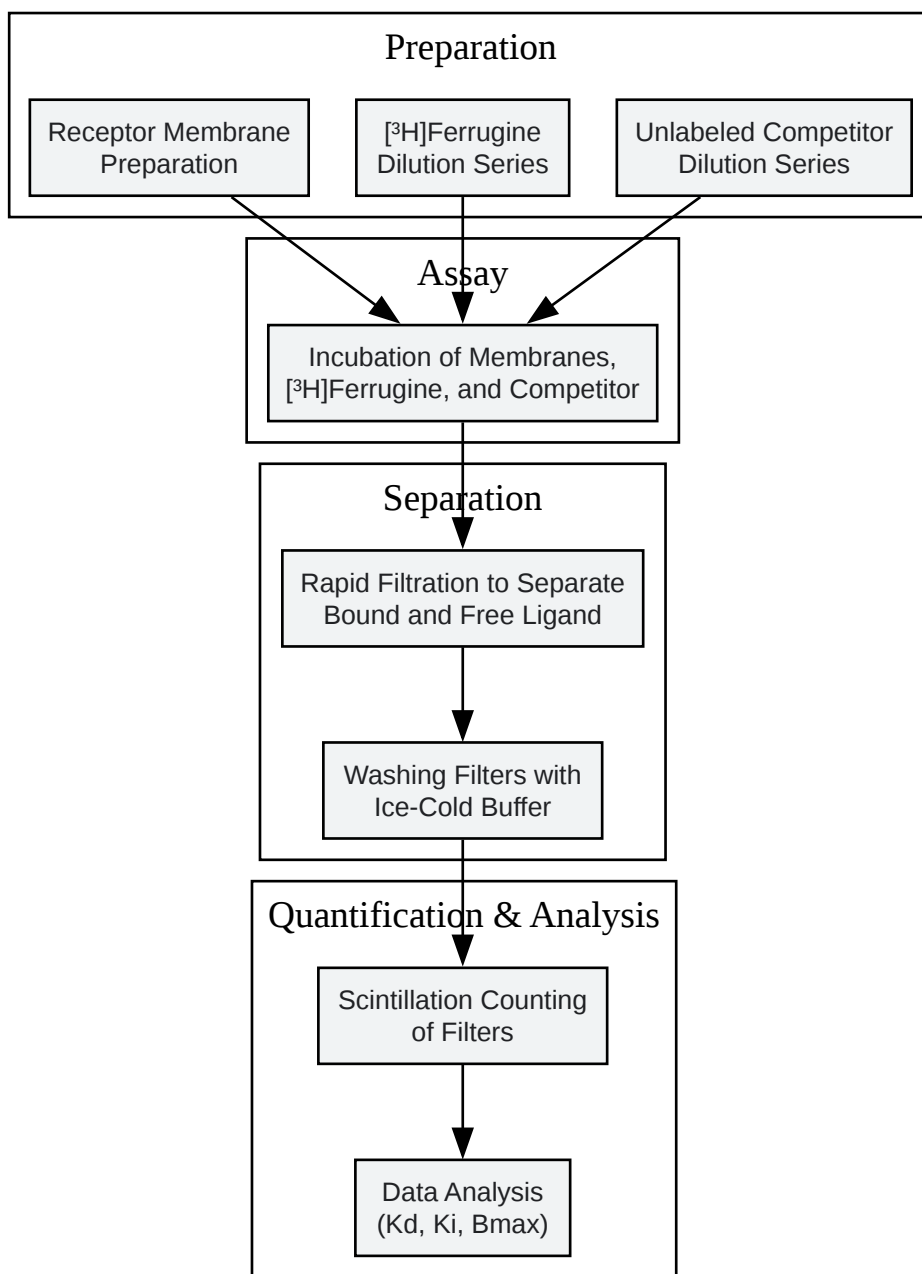 Preparation
Receptor Membrane
Preparation
[³H]Ferrugine
Dilution Series
Unlabeled Competitor
Dilution Series
Assay
Incubation of Membranes,
[³H]Ferrugine, and Competitor
Separation
Rapid Filtration to Separate
Bound and Free Ligand
Washing Filters with
Ice-Cold Buffer
Quantification & Analysis
Scintillation Counting
of Filters
Data Analysis
(Kd, Ki, Bmax)